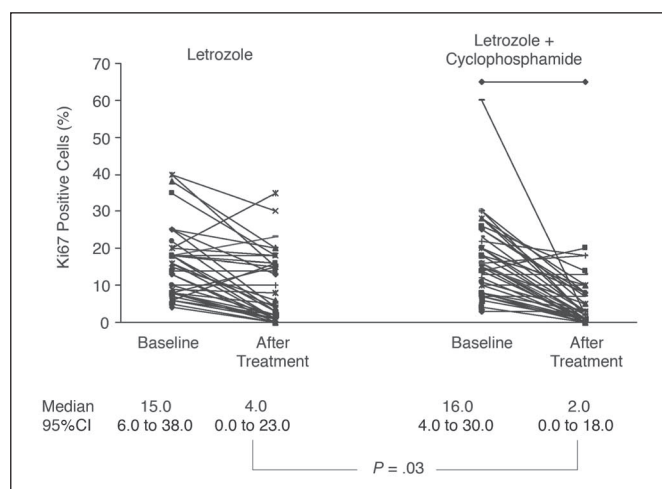 Letrozole
Letrozole +
Cyclophosphamide
Ki67 Positive Cells (%)
70
60
50
40
30
20
10
0
Baseline
After
Treatment
Baseline
After
Treatment
Median 15.0 4.0 16.0 2.0
95%CI 6.0 to 38.0 0.0 to 23.0 4.0 to 30.0 0.0 to 18.0
P = .03